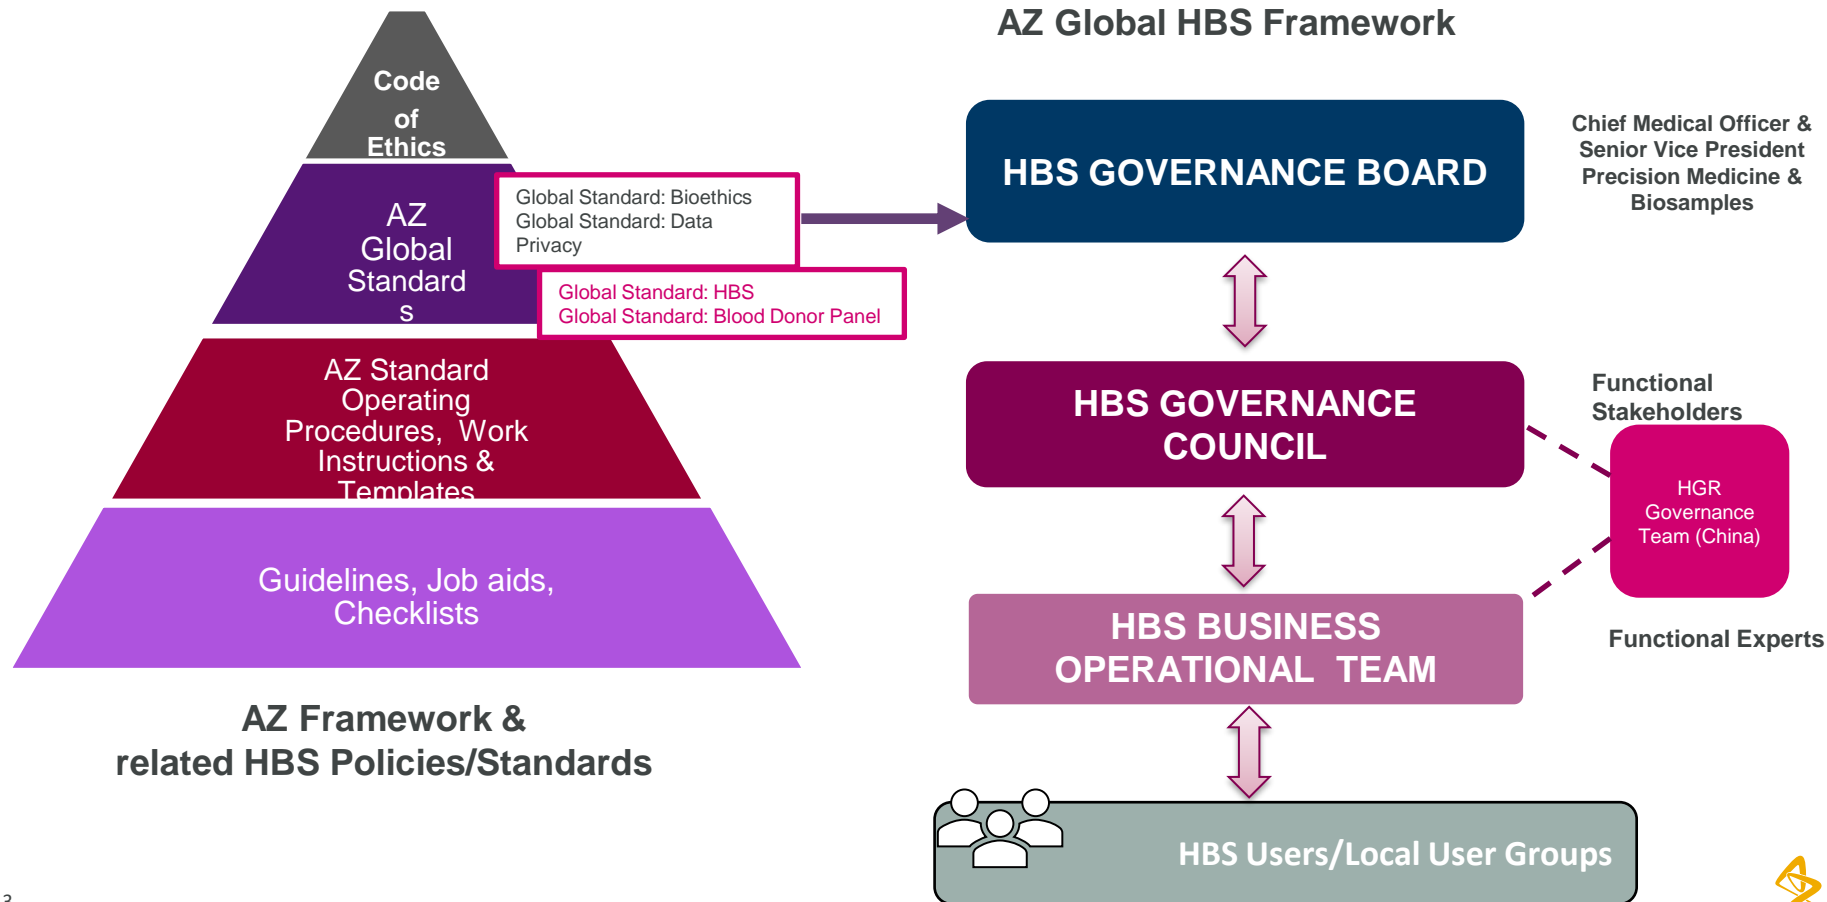 Code
of
Ethics
AZ
Global
Standard
s
Global Standard: Bioethics
Global Standard: Data
Privacy
Global Standard: HBS
Global Standard: Blood Donor Panel
AZ Standard
Operating
Procedures, Work
Instructions &
Templates
Guidelines, Job aids,
Checklists
AZ Framework &
related HBS Policies/Standards
AZ Global HBS Framework
HBS GOVERNANCE BOARD
Chief Medical Officer &
Senior Vice President
Precision Medicine &
Biosamples
HBS GOVERNANCE
COUNCIL
Functional
Stakeholders
HGR
Governance
Team (China)
HBS BUSINESS
OPERATIONAL TEAM
Functional Experts
HBS Users/Local User Groups
3